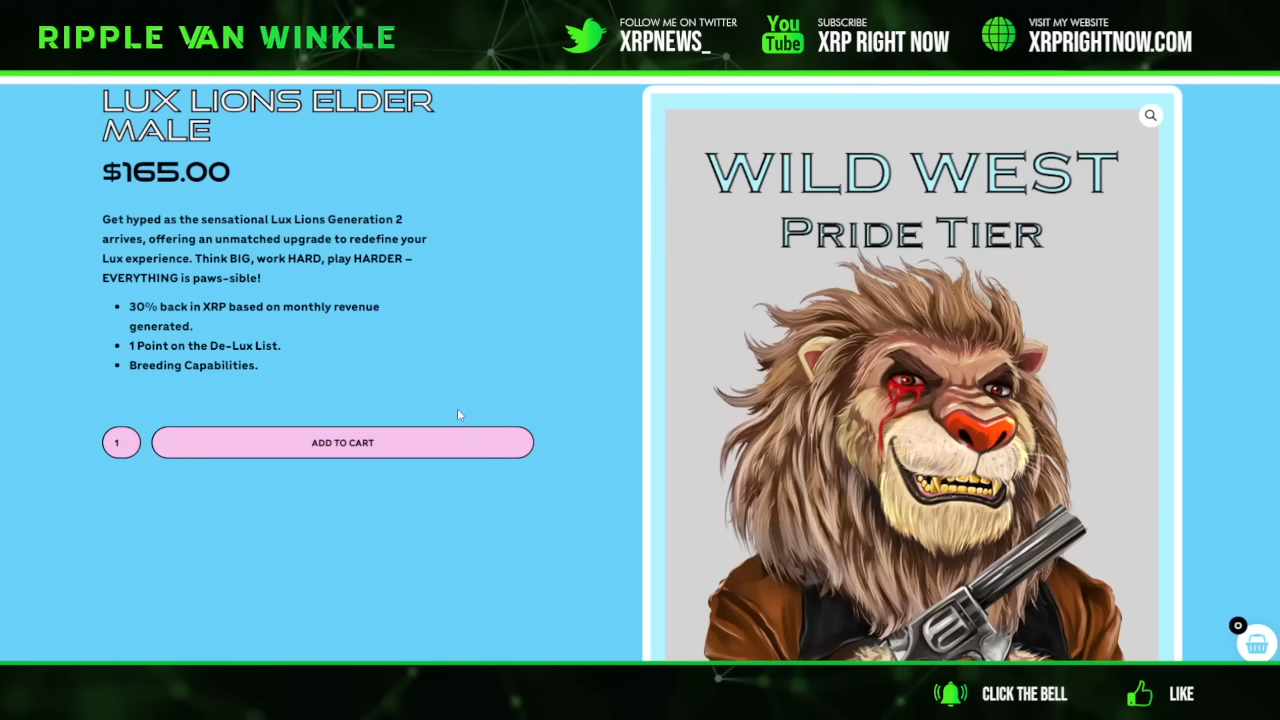 RIPPLE VAN WINKLE
FOLLOW ME ON TWITTER
XRPNEWS_
You
Tube
SUBSCRIBE
XRP RIGHT NOW
VISIT MY WEBSITE
XRPRIGHTNOW.COM
LUX LIONS ELDER
MALE
$165.00
Get hyped as the sensational Lux Lions Generation 2
arrives, offering an unmatched upgrade to redefine your
Lux experience. Think BIG, work HARD, play HARDER –
EVERYTHING is paws-sible!
• 30% back in XRP based on monthly revenue
generated.
• 1 Point on the De-Lux List.
• Breeding Capabilities.
1
ADD TO CART
WILD WEST
PRIDE TIER
0
CLICK THE BELL
LIKE